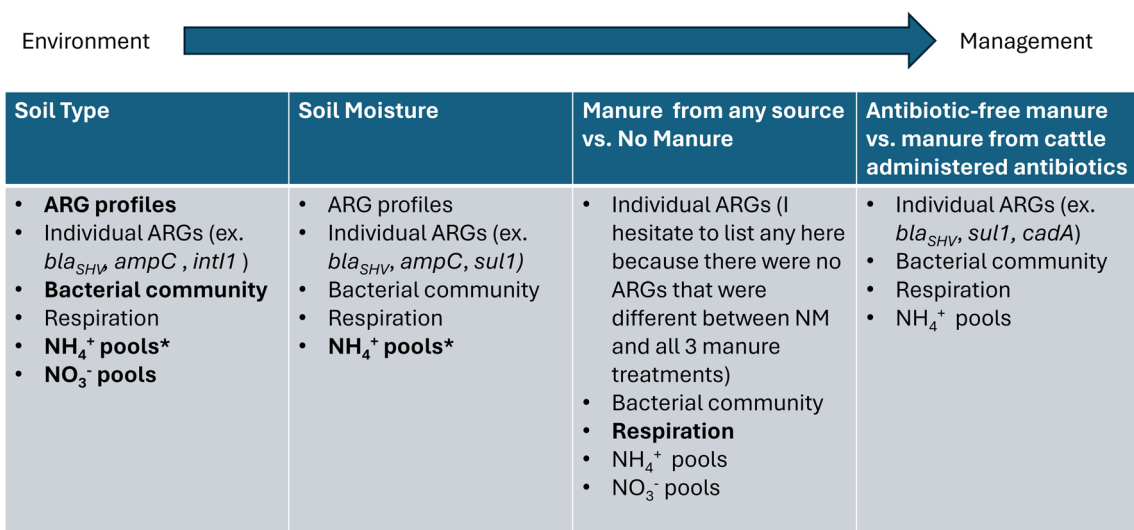 Environment
Management
Soil Type
Soil Moisture
Manure from any source
vs. No Manure
Antibiotic-free manure
vs. manure from cattle
administered antibiotics
• ARG profiles
• Individual ARGs (ex.
bla_SHV, ampC , intI1 )
• Bacterial community
• Respiration
• NH₄⁺ pools*
• NO₃⁻ pools
• ARG profiles
• Individual ARGs (ex.
bla_SHV, ampC, sul1)
• Bacterial community
• Respiration
• NH₄⁺ pools*
• Individual ARGs (I
hesitate to list any here
because there were no
ARGs that were
different between NM
and all 3 manure
treatments)
• Bacterial community
• Respiration
• NH₄⁺ pools
• NO₃⁻ pools
• Individual ARGs (ex.
bla_SHV, sul1, cadA)
• Bacterial community
• Respiration
• NH₄⁺ pools